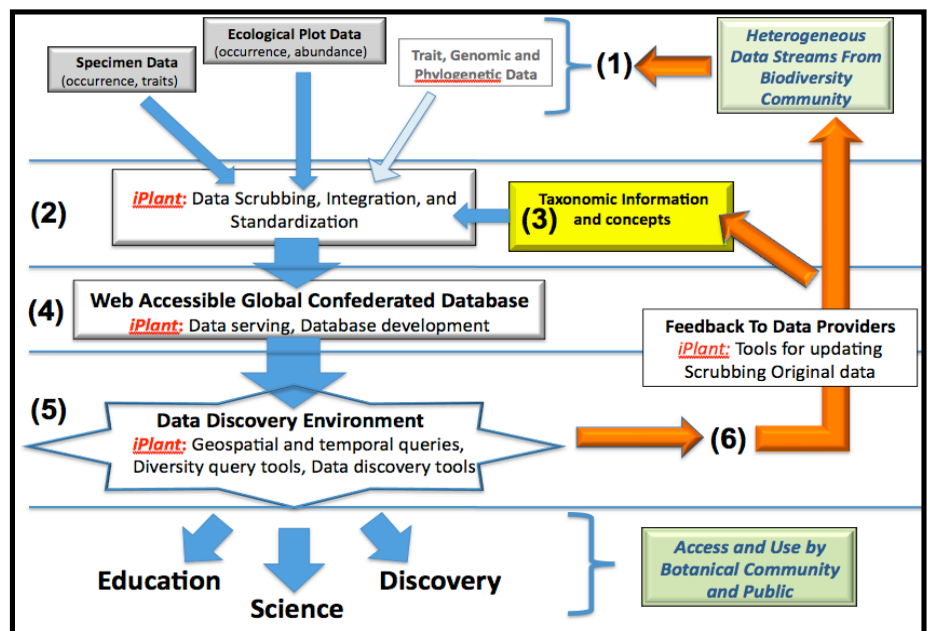 Ecological Plot Data
(occurrence, abundance)
Specimen Data
(occurrence, traits)
Trait, Genomic and
Phylogenetic Data
(1)
Heterogeneous
Data Streams From
Biodiversity
Community
(2)
iPlant: Data Scrubbing, Integration, and
Standardization
(3)
Taxonomic Information
and concepts
(4)
Web Accessible Global Confederated Database
iPlant: Data serving, Database development
Feedback To Data Providers
iPlant: Tools for updating
Scrubbing Original data
(5)
Data Discovery Environment
iPlant: Geospatial and temporal queries,
Diversity query tools, Data discovery tools
(6)
Education
Science
Discovery
Access and Use by
Botanical Community
and Public